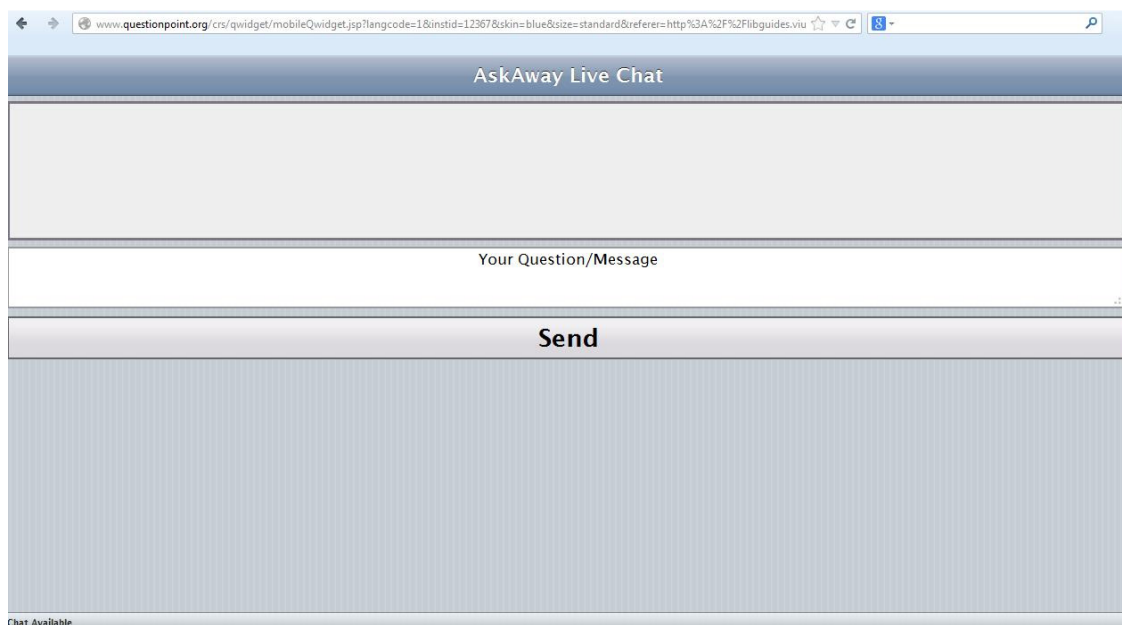 www.questionpoint.org/crs/qwidget/mobileQwidget.jsp?langcode=1&instid=12367&skin=blue&size=standard&referer=http%3A%2F%2Flibguides.viu
8
AskAway Live Chat
Your Question/Message
Send
Chat Available